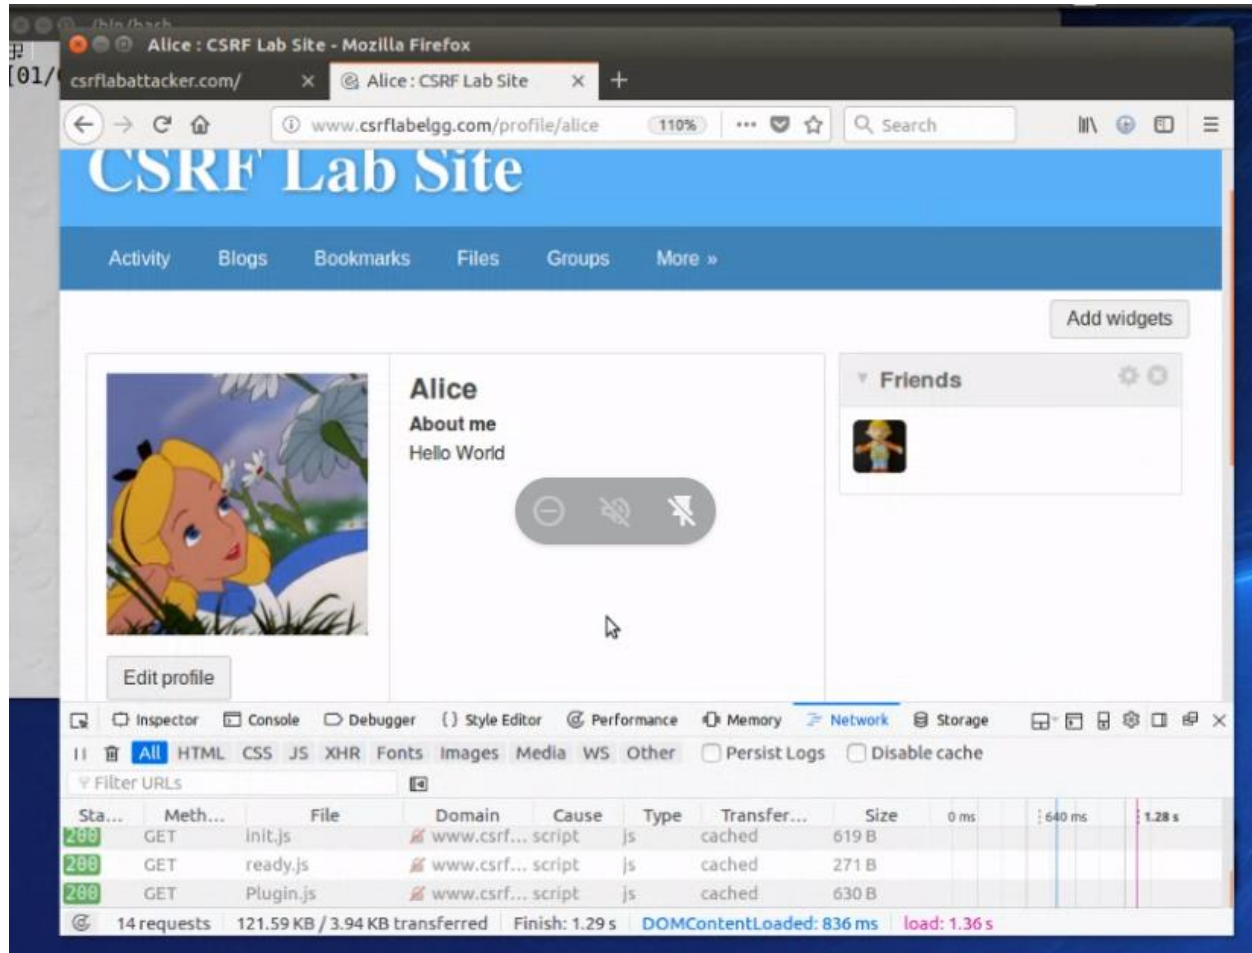 /bin/bash
Alice : CSRF Lab Site - Mozilla Firefox
[01/
csrflabattacker.com/ × Alice : CSRF Lab Site × +
www.csrflabelgg.com/profile/alice 110% ... Search
CSRF Lab Site
Activity Blogs Bookmarks Files Groups More »
Add widgets
Alice
Friends
About me
Hello World
Edit profile
Inspector Console Debugger {} Style Editor Performance Memory Network Storage
All HTML CSS JS XHR Fonts Images Media WS Other Persist Logs Disable cache
Filter URLs
Sta... Meth... File Domain Cause Type Transfer... Size 0 ms 640 ms 1.28 s
200 GET init.js www.csrf... script js cached 619 B
200 GET ready.js www.csrf... script js cached 271 B
200 GET Plugin.js www.csrf... script js cached 630 B
14 requests 121.59 KB / 3.94 KB transferred Finish: 1.29 s DOMContentLoaded: 836 ms load: 1.36 s